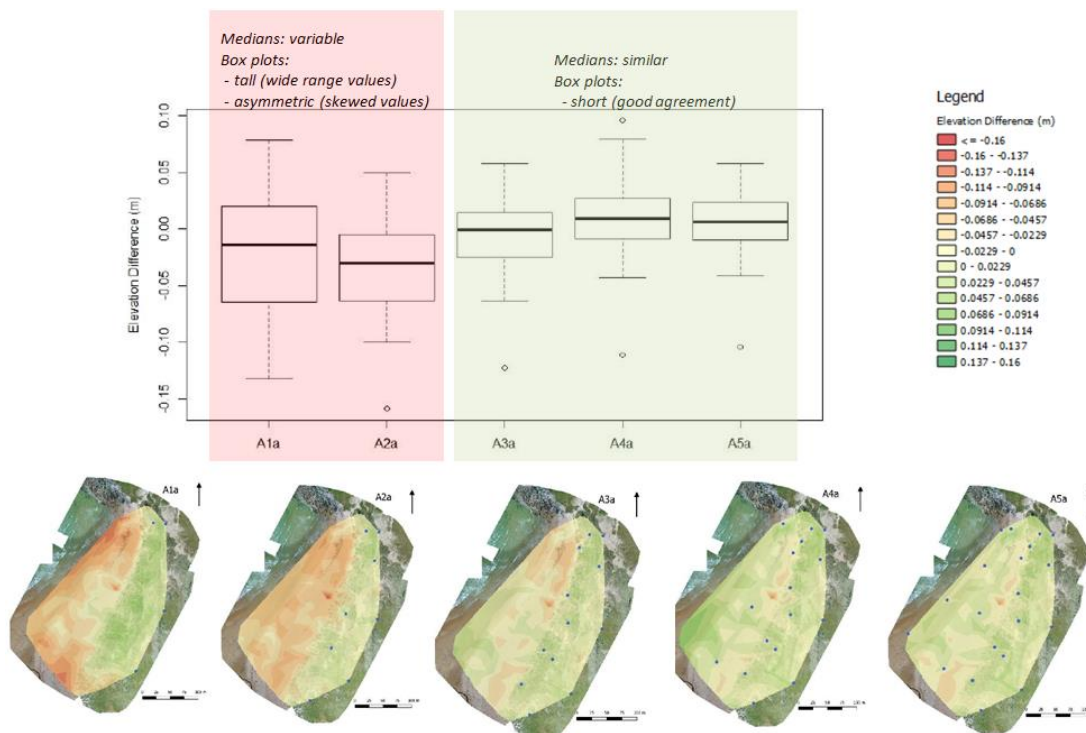 Medians: variable
Box plots:
- tall (wide range values)
- asymmetric (skewed values)
Medians: similar
Box plots:
- short (good agreement)
Elevation Difference (m)
0.10
0.05
0.00
-0.05
-0.10
-0.15
A1a
A2a
A3a
A4a
A5a
Legend
Elevation Difference (m)
<= -0.16
-0.16 - -0.137
-0.137 - -0.114
-0.114 - -0.0914
-0.0914 - -0.0686
-0.0686 - -0.0457
-0.0457 - -0.0229
-0.0229 - 0
0 - 0.0229
0.0229 - 0.0457
0.0457 - 0.0686
0.0686 - 0.0914
0.0914 - 0.114
0.114 - 0.137
0.137 - 0.16
A1a
A2a
A3a
A4a
A5a